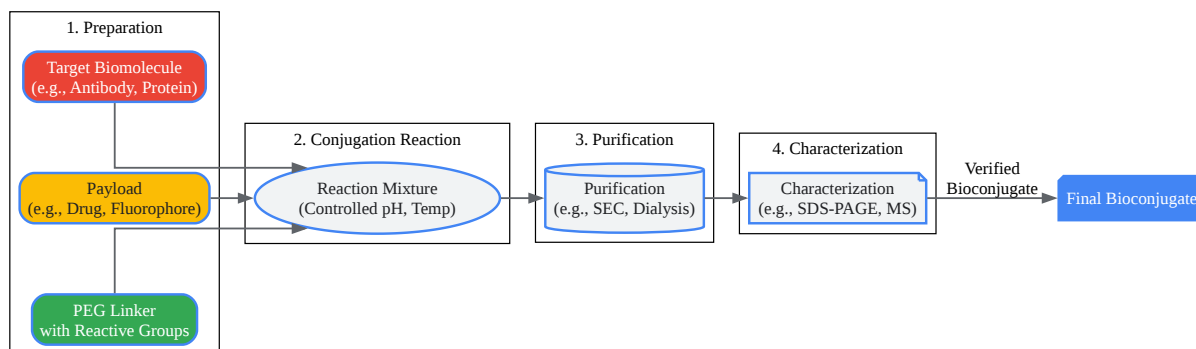 1. Preparation
Target Biomolecule
(e.g., Antibody, Protein)
Payload
(e.g., Drug, Fluorophore)
PEG Linker
with Reactive Groups
2. Conjugation Reaction
Reaction Mixture
(Controlled pH, Temp)
3. Purification
Purification
(e.g., SEC, Dialysis)
4. Characterization
Characterization
(e.g., SDS-PAGE, MS)
Verified
Bioconjugate
Final Bioconjugate